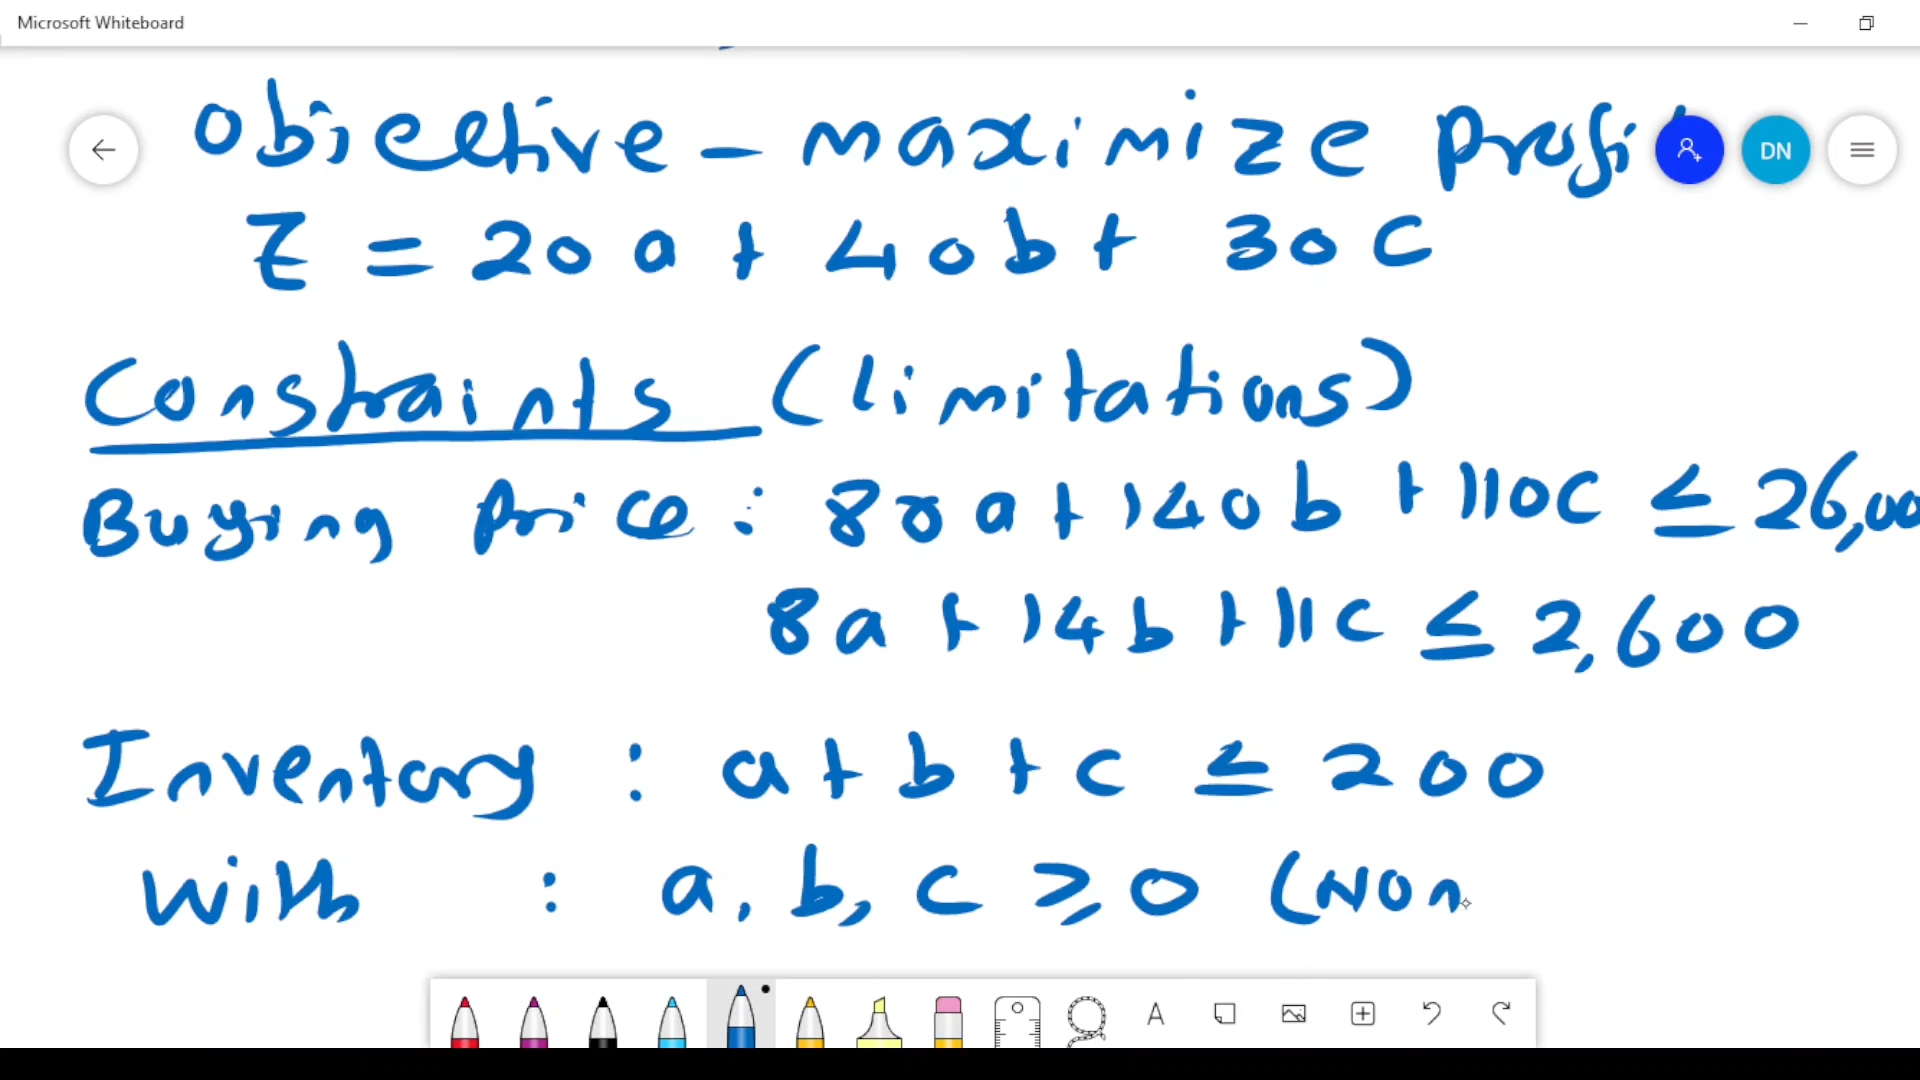 Microsoft Whiteboard
Objective - maximize profit
DN
Z = 20a + 40b + 30c
Constraints (limitations)
Buying price : 80a + 140b + 110c ≤ 26,00
8a + 14b + 11c ≤ 2,600
Inventory : a + b + c ≤ 200
With : a, b, c ≥ 0 (Non
A